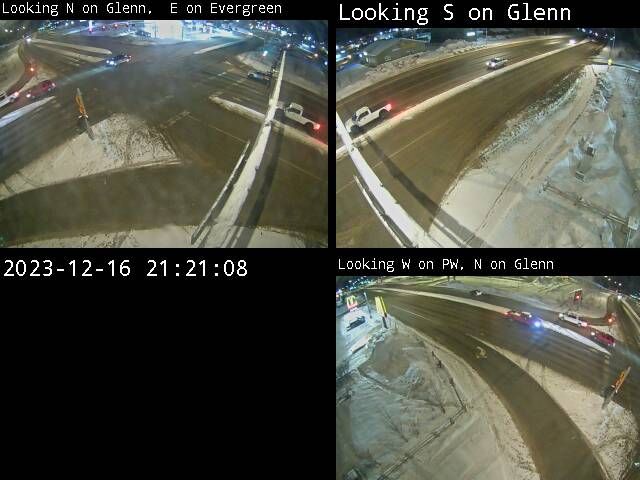 Looking N on Glenn,  E on Evergreen
Looking S on Glenn
2023-12-16 21:21:08
Looking W on PW, N on Glenn